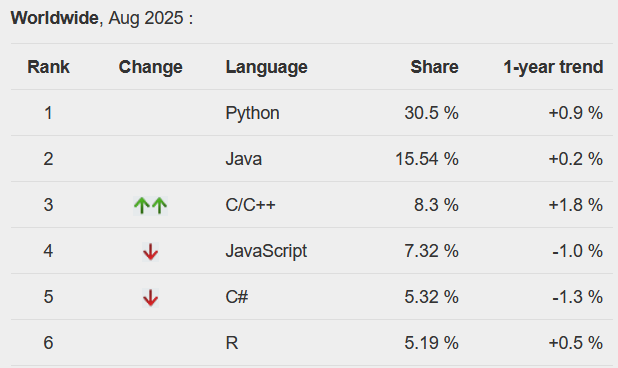 Worldwide, Aug 2025 :
Rank Change Language Share 1-year trend
1 Python 30.5 % +0.9 %
2 Java 15.54 % +0.2 %
3 C/C++ 8.3 % +1.8 %
4 JavaScript 7.32 % -1.0 %
5 C# 5.32 % -1.3 %
6 R 5.19 % +0.5 %